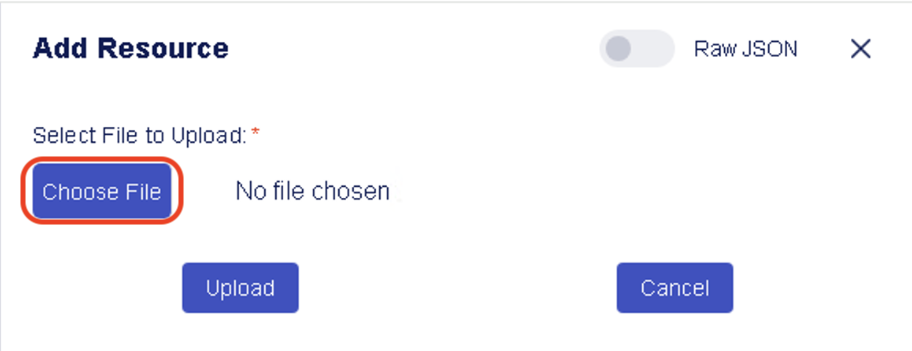 Add Resource Raw JSON
Select File to Upload: *
Choose File No file chosen
Upload Cancel